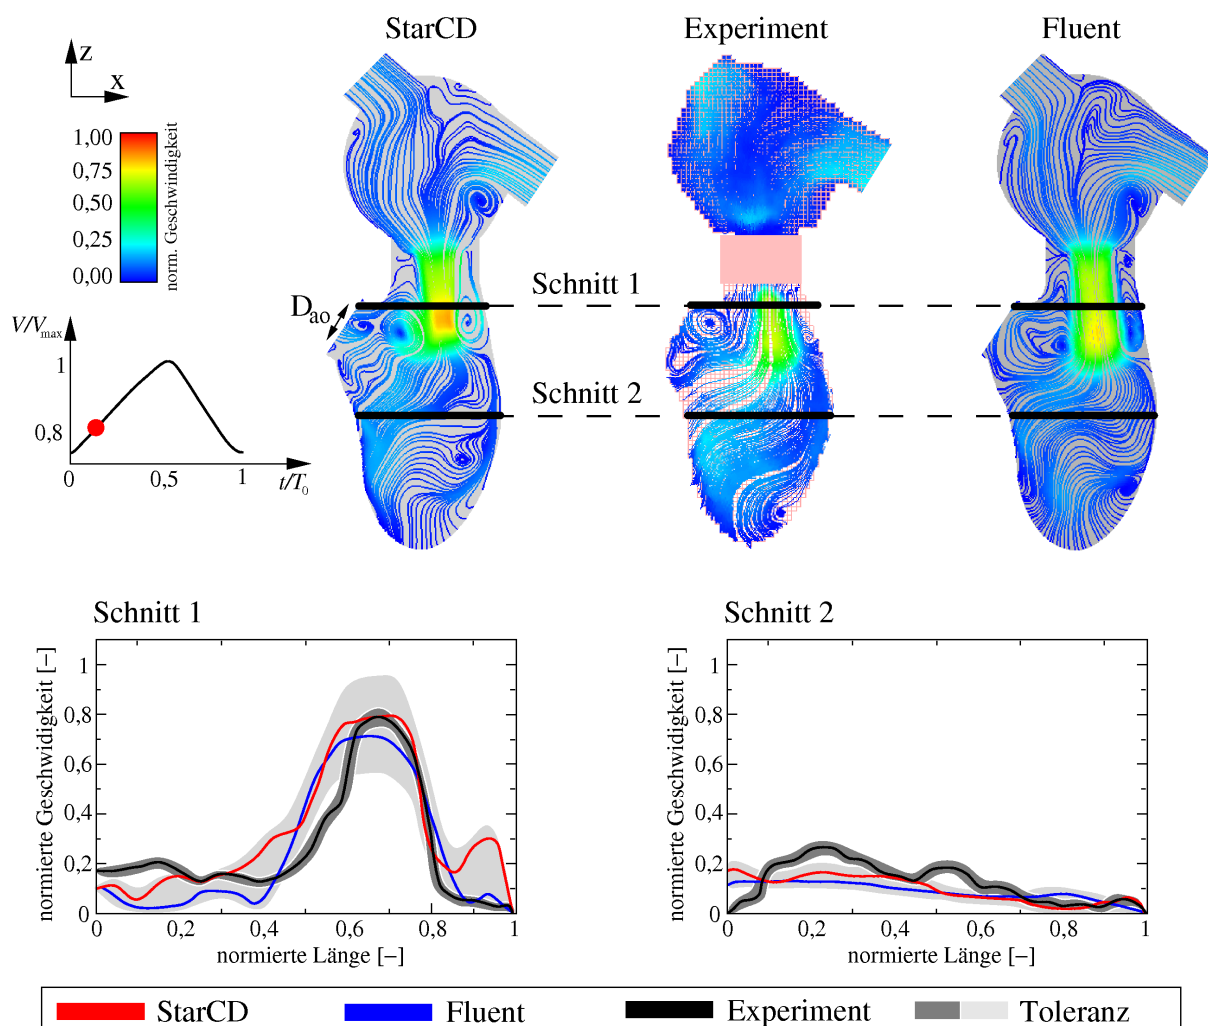 StarCD
Experiment
Fluent
z
x
1,00
0,75
0,50
0,25
0,00
norm. Geschwindigkeit
Schnitt 1
D_ao
V/V_max
1
0,8
0
0,5
1
t/T_0
Schnitt 2
Schnitt 1
normierte Geschwidigkeit [−]
1
0,8
0,6
0,4
0,2
0
0
0,2
0,4
0,6
0,8
1
normierte Länge [−]
Schnitt 2
normierte Geschwidigkeit [−]
1
0,8
0,6
0,4
0,2
0
0
0,2
0,4
0,6
0,8
1
normierte Länge [−]
StarCD
Fluent
Experiment
Toleranz